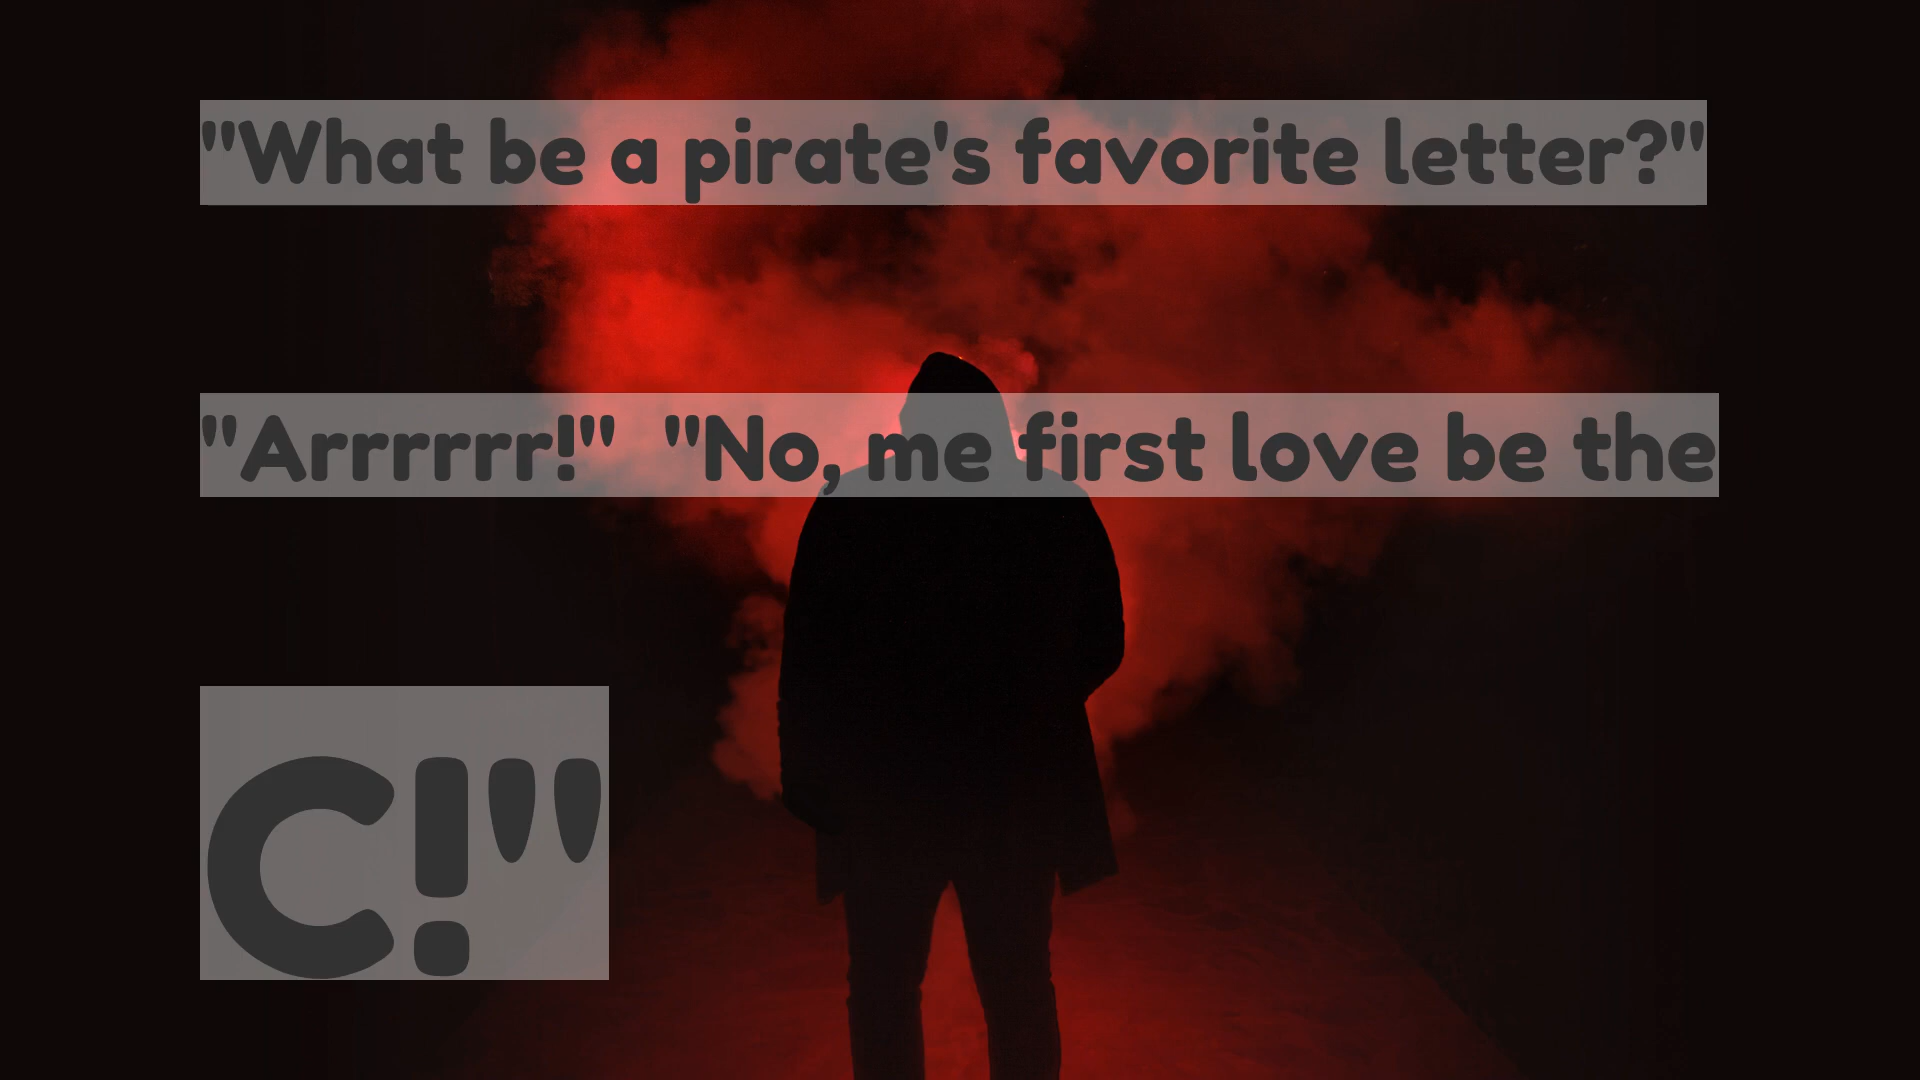 "What be a pirate's favorite letter?"
"Arrrrrr!"  "No, me first love be the
C!"